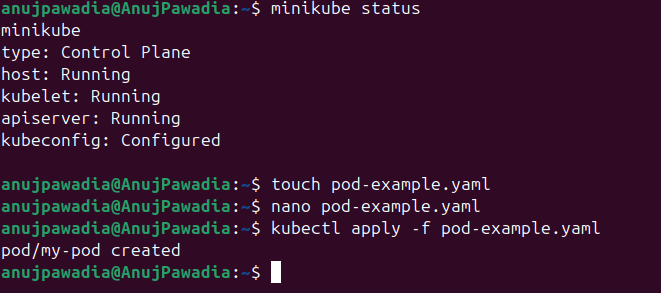 anujpawadia@AnujPawadia:~$ minikube status
minikube
type: Control Plane
host: Running
kubelet: Running
apiserver: Running
kubeconfig: Configured
anujpawadia@AnujPawadia:~$ touch pod-example.yaml
anujpawadia@AnujPawadia:~$ nano pod-example.yaml
anujpawadia@AnujPawadia:~$ kubectl apply -f pod-example.yaml
pod/my-pod created
anujpawadia@AnujPawadia:~$